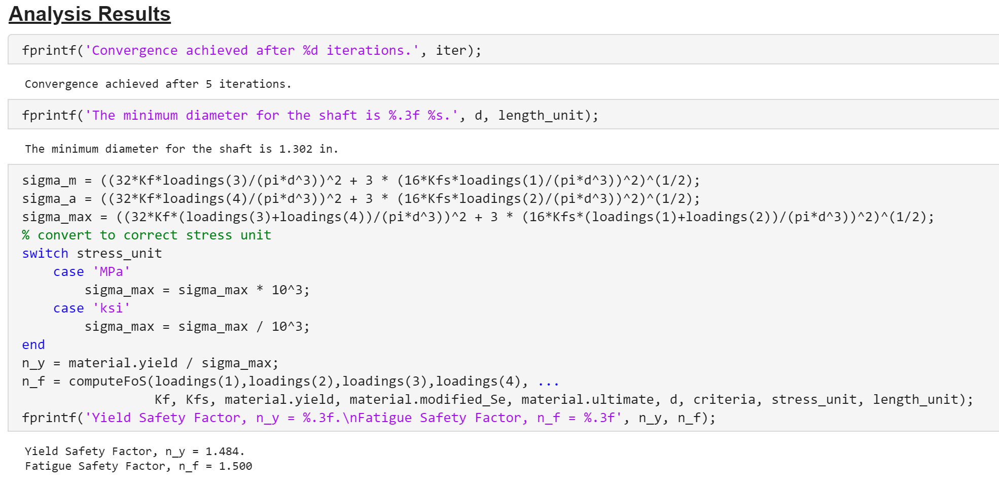 Analysis Results
fprintf('Convergence achieved after %d iterations.', iter);
Convergence achieved after 5 iterations.
fprintf('The minimum diameter for the shaft is %.3f %s.', d, length_unit);
The minimum diameter for the shaft is 1.302 in.
sigma_m = ((32*Kf*loadings(3)/(pi*d^3))^2 + 3 * (16*Kfs*loadings(1)/(pi*d^3))^2)^(1/2);
sigma_a = ((32*Kf*loadings(4)/(pi*d^3))^2 + 3 * (16*Kfs*loadings(2)/(pi*d^3))^2)^(1/2);
sigma_max = ((32*Kf*(loadings(3)+loadings(4))/(pi*d^3))^2 + 3 * (16*Kfs*(loadings(1)+loadings(2))/(pi*d^3))^2)^(1/2);
% convert to correct stress unit
switch stress_unit
    case 'MPa'
        sigma_max = sigma_max * 10^3;
    case 'ksi'
        sigma_max = sigma_max / 10^3;
end
n_y = material.yield / sigma_max;
n_f = computeFoS(loadings(1),loadings(2),loadings(3),loadings(4), ...
                 Kf, Kfs, material.yield, material.modified_Se, material.ultimate, d, criteria, stress_unit, length_unit);
fprintf('Yield Safety Factor, n_y = %.3f.\nFatigue Safety Factor, n_f = %.3f', n_y, n_f);
Yield Safety Factor, n_y = 1.484.
Fatigue Safety Factor, n_f = 1.500